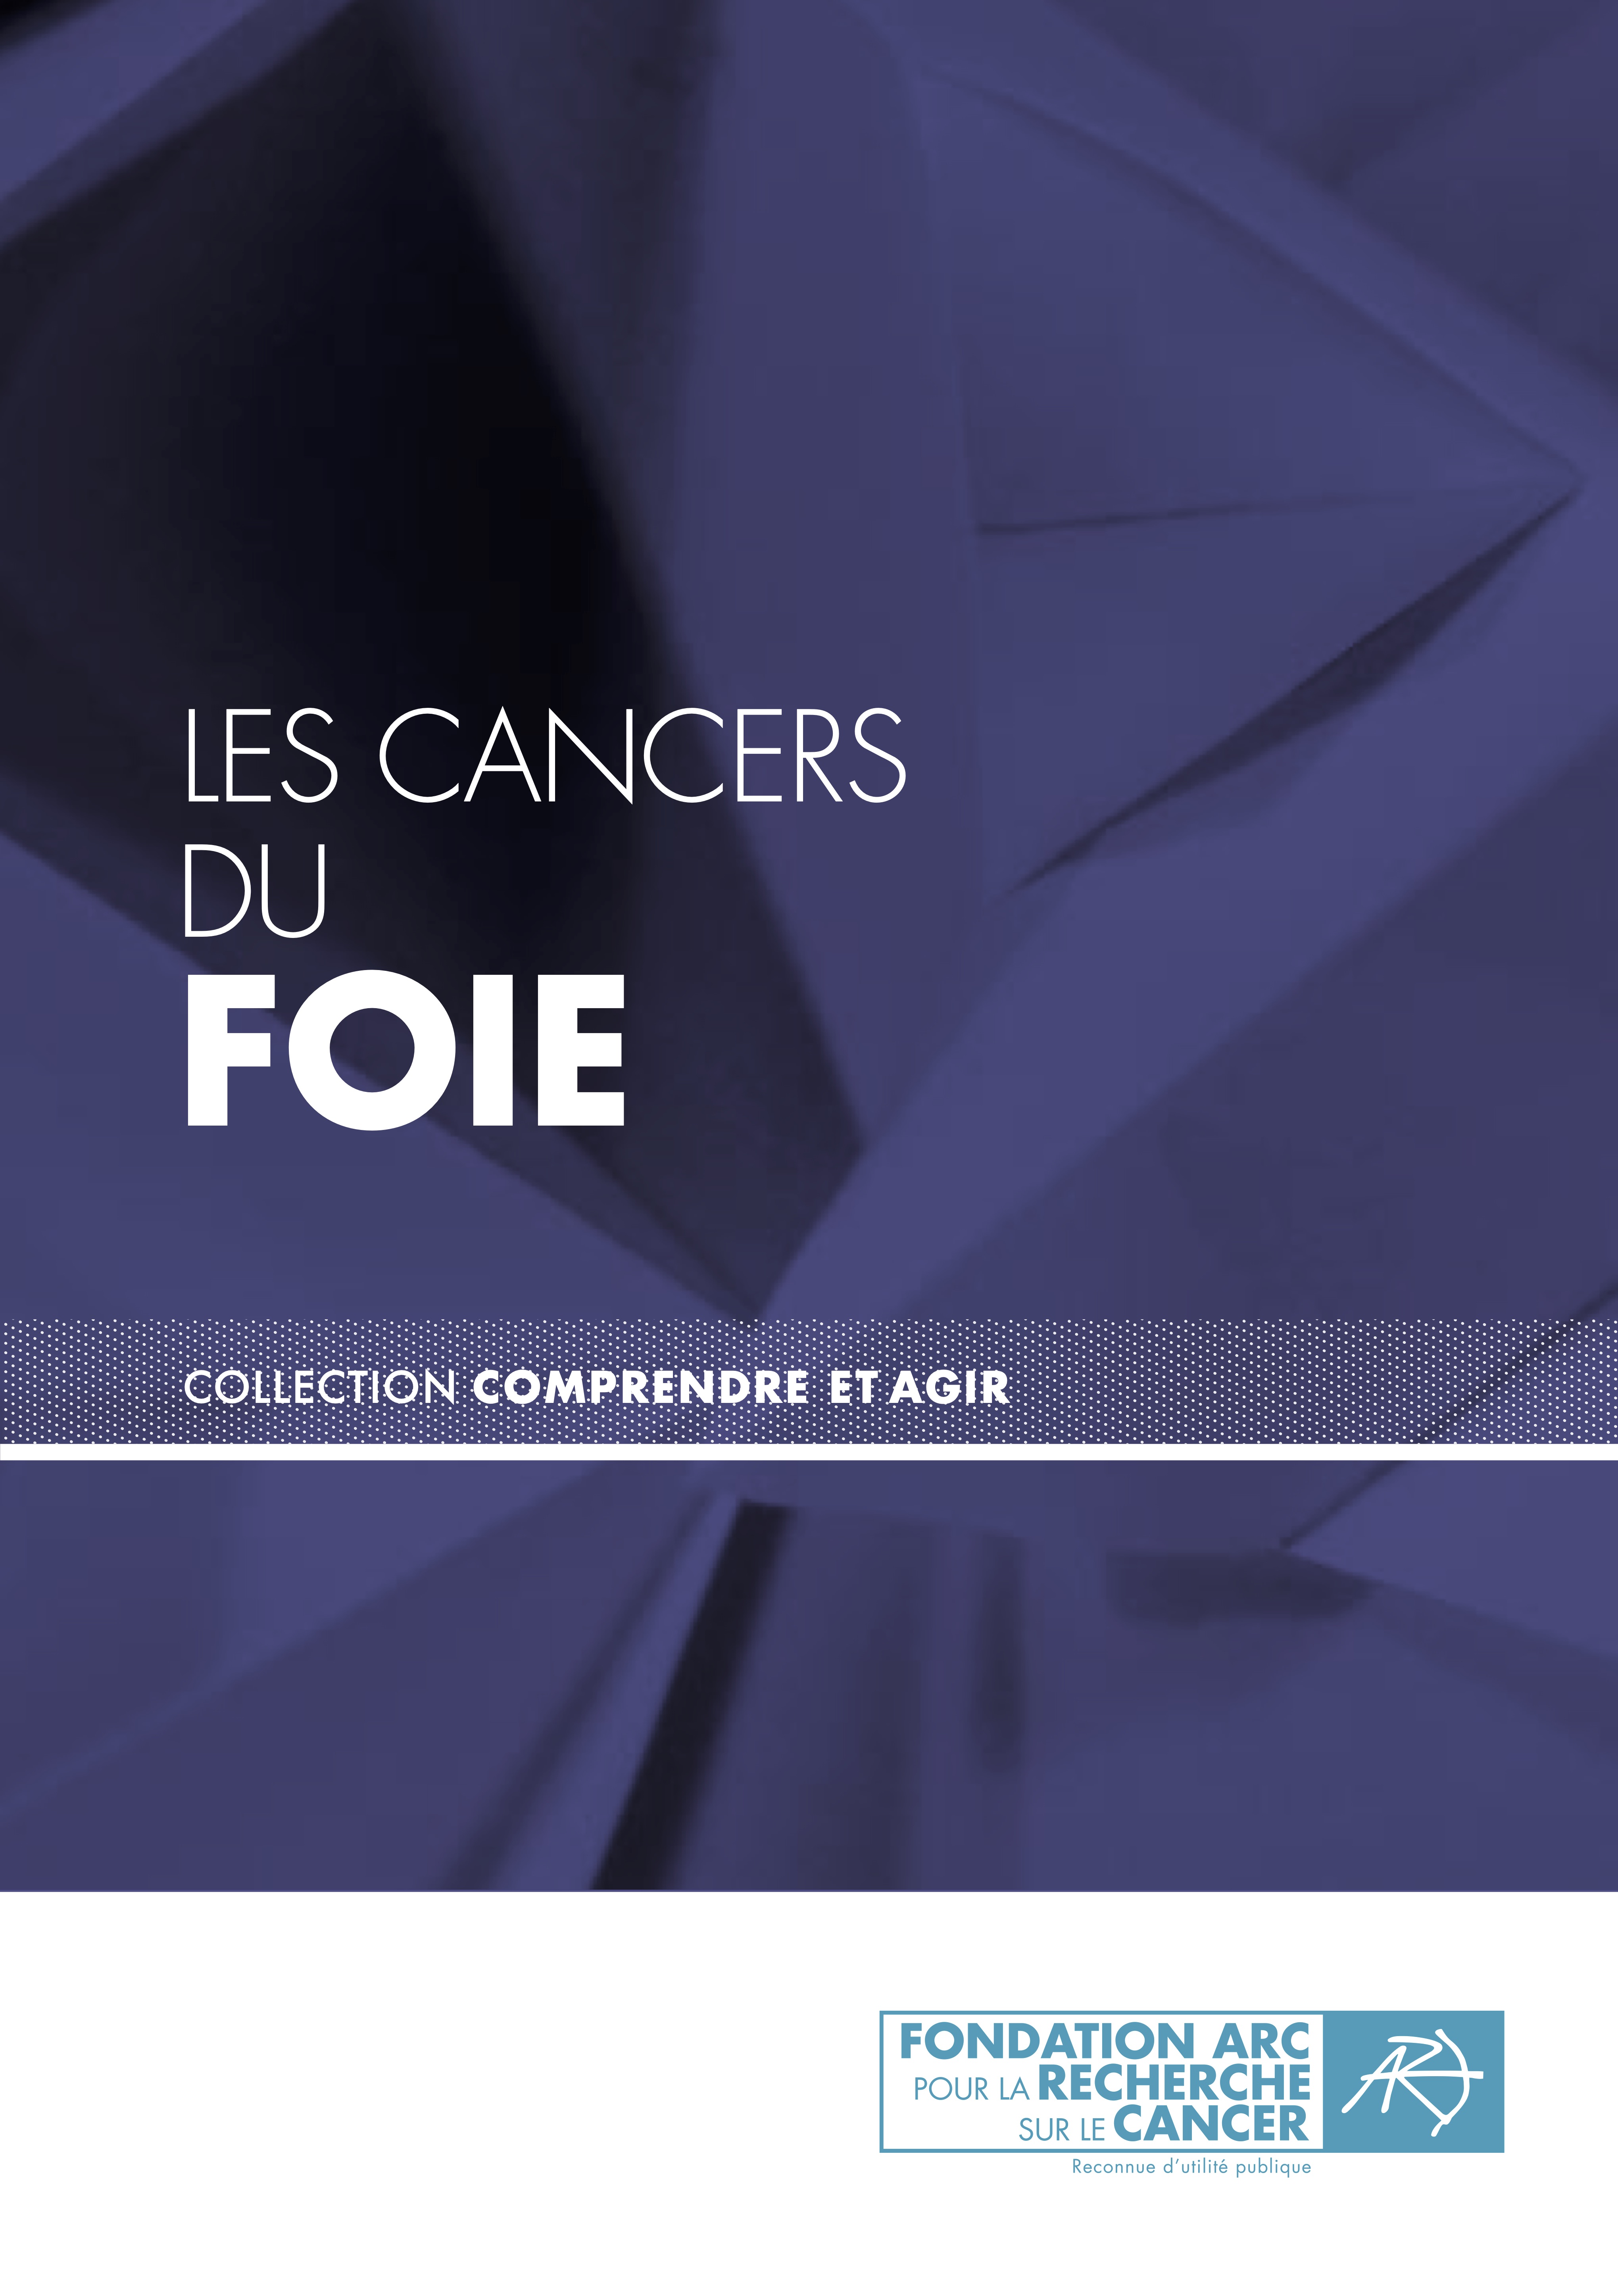 LES CANCERS
DU
FOIE
COLLECTION COMPRENDRE ET AGIR
FONDATION ARC
POUR LA RECHERCHE
SUR LE CANCER
Reconnue d'utilité publique